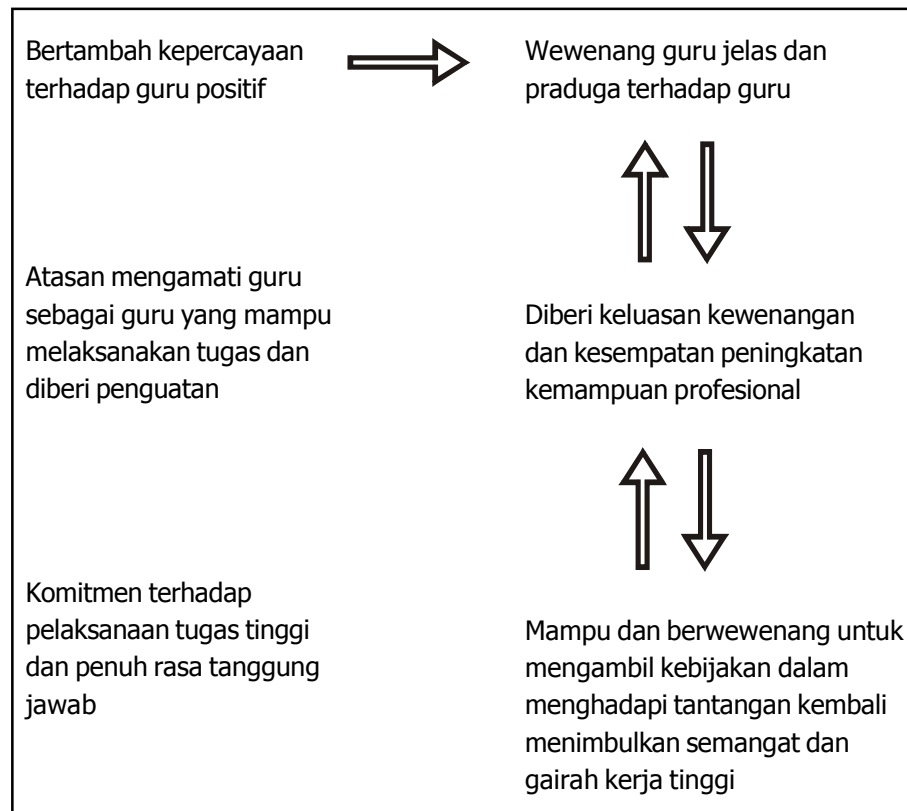 Bertambah kepercayaan
terhadap guru positif
Wewenang guru jelas dan
praduga terhadap guru
Atasan mengamati guru
sebagai guru yang mampu
melaksanakan tugas dan
diberi penguatan
Diberi keluasan kewenangan
dan kesempatan peningkatan
kemampuan profesional
Komitmen terhadap
pelaksanaan tugas tinggi
dan penuh rasa tanggung
jawab
Mampu dan berwewenang untuk
mengambil kebijakan dalam
menghadapi tantangan kembali
menimbulkan semangat dan
gairah kerja tinggi